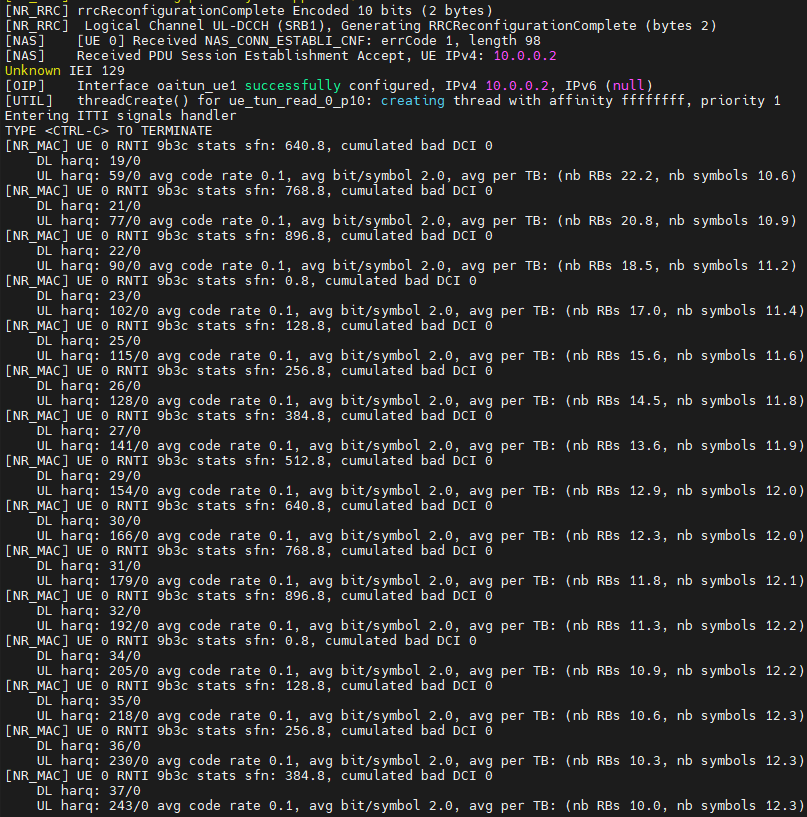 [NR_RRC] rrcReconfigurationComplete Encoded 10 bits (2 bytes)
[NR_RRC]  Logical Channel UL-DCCH (SRB1), Generating RRCReconfigurationComplete (bytes 2)
[NAS]    [UE 0] Received NAS_CONN_ESTABLI_CNF: errCode 1, length 98
[NAS]    Received PDU Session Establishment Accept, UE IPv4: 10.0.0.2
Unknown IEI 129
[OIP]    Interface oaitun_ue1 successfully configured, IPv4 10.0.0.2, IPv6 (null)
[UTIL]   threadCreate() for ue_tun_read_0_p10: creating thread with affinity ffffffff, priority 1
Entering ITTI signals handler
TYPE <CTRL-C> TO TERMINATE
[NR_MAC] UE 0 RNTI 9b3c stats sfn: 640.8, cumulated bad DCI 0
    DL harq: 19/0
    UL harq: 59/0 avg code rate 0.1, avg bit/symbol 2.0, avg per TB: (nb RBs 22.2, nb symbols 10.6)
[NR_MAC] UE 0 RNTI 9b3c stats sfn: 768.8, cumulated bad DCI 0
    DL harq: 21/0
    UL harq: 77/0 avg code rate 0.1, avg bit/symbol 2.0, avg per TB: (nb RBs 20.8, nb symbols 10.9)
[NR_MAC] UE 0 RNTI 9b3c stats sfn: 896.8, cumulated bad DCI 0
    DL harq: 22/0
    UL harq: 90/0 avg code rate 0.1, avg bit/symbol 2.0, avg per TB: (nb RBs 18.5, nb symbols 11.2)
[NR_MAC] UE 0 RNTI 9b3c stats sfn: 0.8, cumulated bad DCI 0
    DL harq: 23/0
    UL harq: 102/0 avg code rate 0.1, avg bit/symbol 2.0, avg per TB: (nb RBs 17.0, nb symbols 11.4)
[NR_MAC] UE 0 RNTI 9b3c stats sfn: 128.8, cumulated bad DCI 0
    DL harq: 25/0
    UL harq: 115/0 avg code rate 0.1, avg bit/symbol 2.0, avg per TB: (nb RBs 15.6, nb symbols 11.6)
[NR_MAC] UE 0 RNTI 9b3c stats sfn: 256.8, cumulated bad DCI 0
    DL harq: 26/0
    UL harq: 128/0 avg code rate 0.1, avg bit/symbol 2.0, avg per TB: (nb RBs 14.5, nb symbols 11.8)
[NR_MAC] UE 0 RNTI 9b3c stats sfn: 384.8, cumulated bad DCI 0
    DL harq: 27/0
    UL harq: 141/0 avg code rate 0.1, avg bit/symbol 2.0, avg per TB: (nb RBs 13.6, nb symbols 11.9)
[NR_MAC] UE 0 RNTI 9b3c stats sfn: 512.8, cumulated bad DCI 0
    DL harq: 29/0
    UL harq: 154/0 avg code rate 0.1, avg bit/symbol 2.0, avg per TB: (nb RBs 12.9, nb symbols 12.0)
[NR_MAC] UE 0 RNTI 9b3c stats sfn: 640.8, cumulated bad DCI 0
    DL harq: 30/0
    UL harq: 166/0 avg code rate 0.1, avg bit/symbol 2.0, avg per TB: (nb RBs 12.3, nb symbols 12.0)
[NR_MAC] UE 0 RNTI 9b3c stats sfn: 768.8, cumulated bad DCI 0
    DL harq: 31/0
    UL harq: 179/0 avg code rate 0.1, avg bit/symbol 2.0, avg per TB: (nb RBs 11.8, nb symbols 12.1)
[NR_MAC] UE 0 RNTI 9b3c stats sfn: 896.8, cumulated bad DCI 0
    DL harq: 32/0
    UL harq: 192/0 avg code rate 0.1, avg bit/symbol 2.0, avg per TB: (nb RBs 11.3, nb symbols 12.2)
[NR_MAC] UE 0 RNTI 9b3c stats sfn: 0.8, cumulated bad DCI 0
    DL harq: 34/0
    UL harq: 205/0 avg code rate 0.1, avg bit/symbol 2.0, avg per TB: (nb RBs 10.9, nb symbols 12.2)
[NR_MAC] UE 0 RNTI 9b3c stats sfn: 128.8, cumulated bad DCI 0
    DL harq: 35/0
    UL harq: 218/0 avg code rate 0.1, avg bit/symbol 2.0, avg per TB: (nb RBs 10.6, nb symbols 12.3)
[NR_MAC] UE 0 RNTI 9b3c stats sfn: 256.8, cumulated bad DCI 0
    DL harq: 36/0
    UL harq: 230/0 avg code rate 0.1, avg bit/symbol 2.0, avg per TB: (nb RBs 10.3, nb symbols 12.3)
[NR_MAC] UE 0 RNTI 9b3c stats sfn: 384.8, cumulated bad DCI 0
    DL harq: 37/0
    UL harq: 243/0 avg code rate 0.1, avg bit/symbol 2.0, avg per TB: (nb RBs 10.0, nb symbols 12.3)